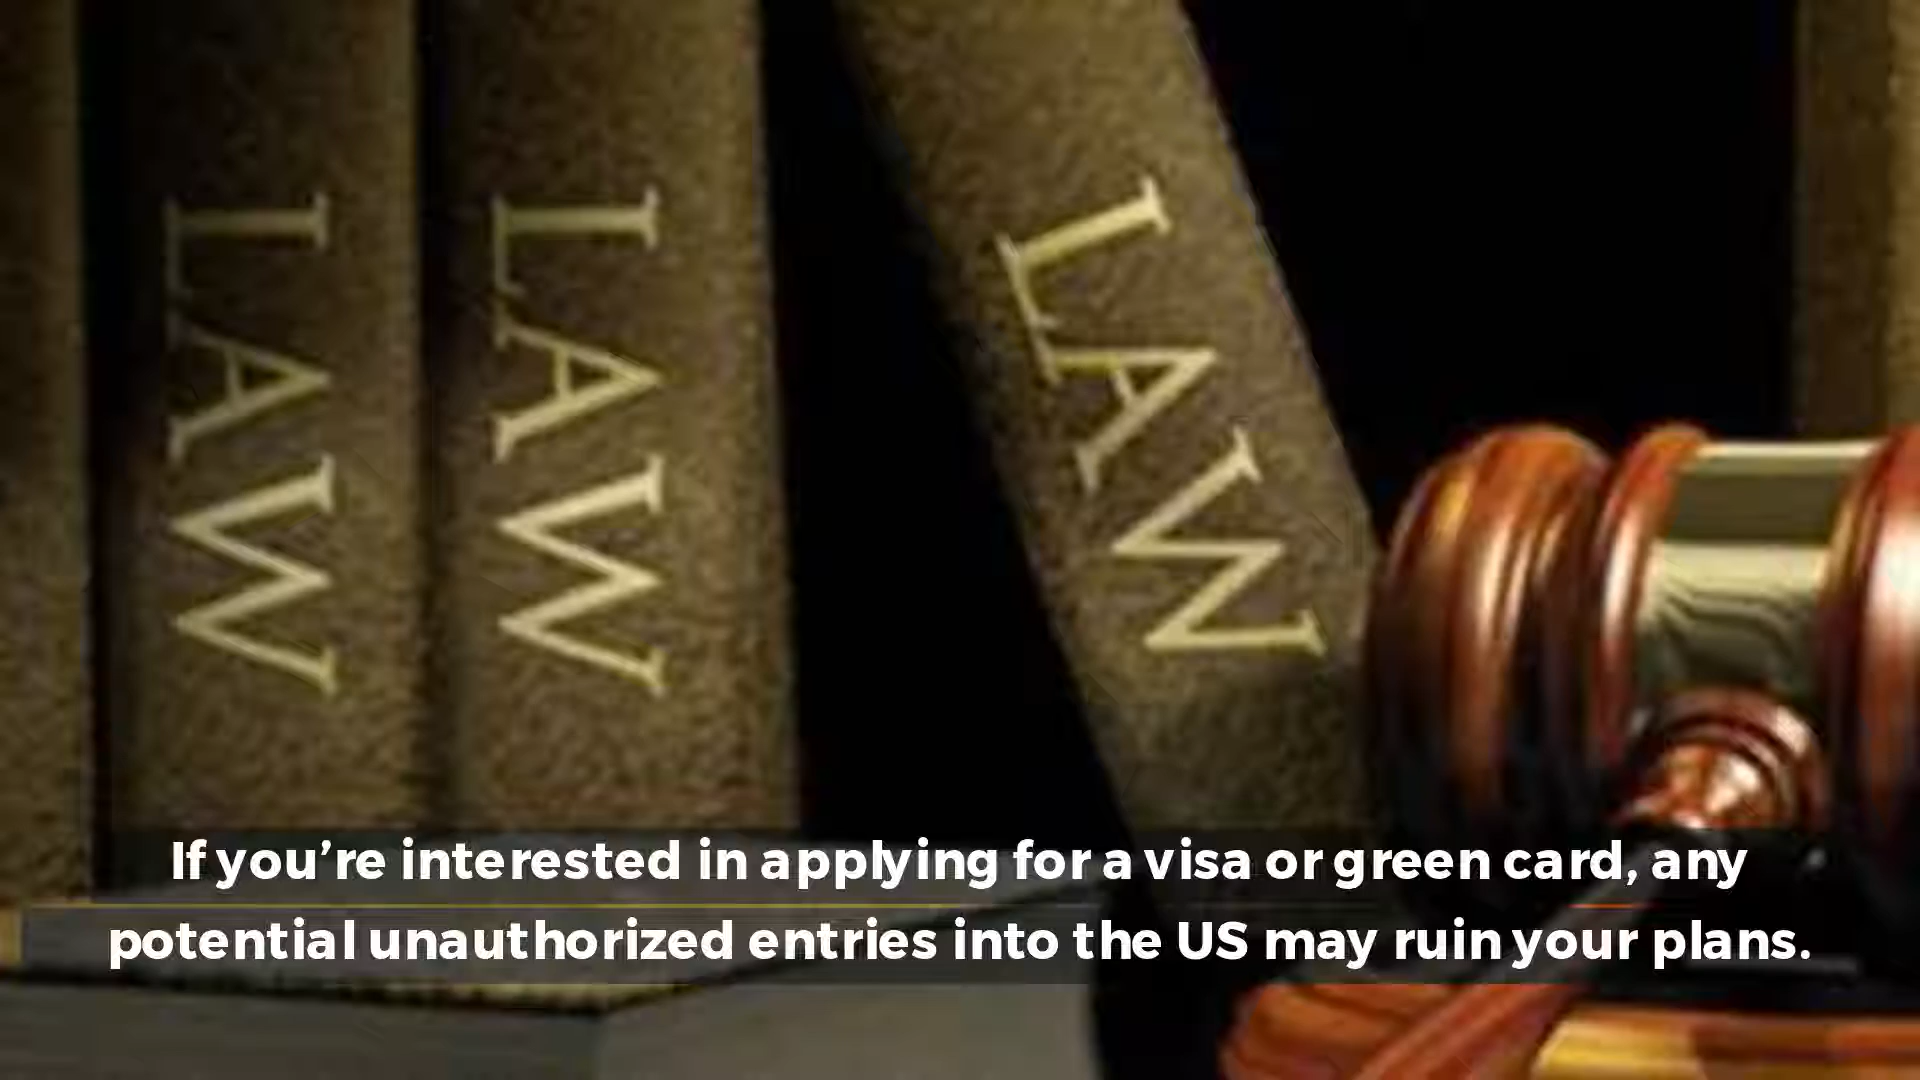 LAW
LAW
LAW
If you’re interested in applying for a visa or green card, any
potential unauthorized entries into the US may ruin your plans.